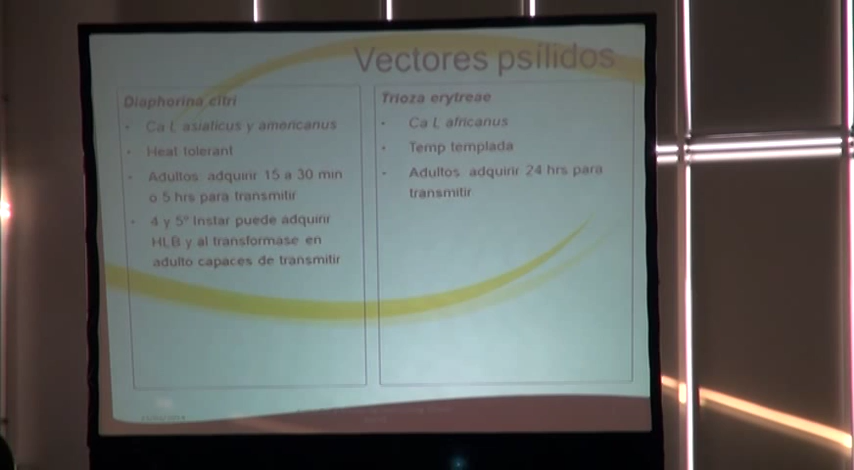 Vectores psílidos
Diaphorina citri
Ca L asiaticus y americanus
Heat tolerant
Adultos adquirir 15 a 30 min
o 5 hrs para transmitir
4 y 5º Instar puede adquirir
HLB y al transformase en
adulto capaces de transmitir
Trioza erytreae
Ca L africanus
Temp templada
Adultos adquirir 24 hrs para
transmitir